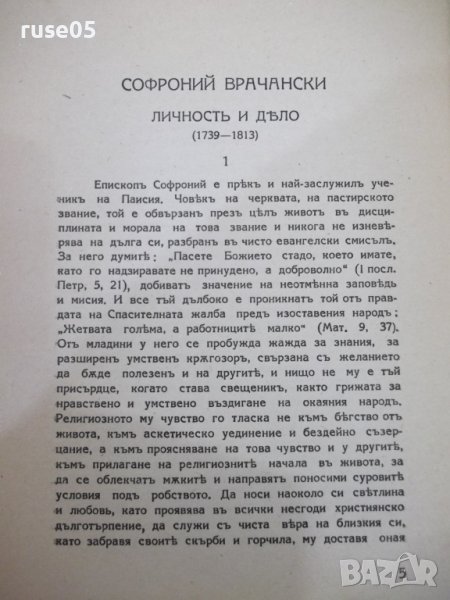 ruse05
СОФРОНИЙ ВРАЧАНСКИ
ЛИЧНОСТЬ И ДѢЛО
(1739—1813)
1
Епископъ Софроний е прѣкъ и най-заслужилъ уче-
никъ на Паисия. Човѣкъ на черквата, на пастирското
звание, той е обвързанъ презъ цѣлъ животъ въ дисци-
плината и морала на това звание и никога не изневѣ-
рява на дълга си, разбранъ въ чисто евангелски смисълъ.
За него думитѣ: „Пасете Божието стадо, което имате,
като го надзиравате не принудено, а доброволно“ (1 посл.
Петр, 5, 21), добиватъ значение на неотмѣнна заповѣдь
и мисия. И все тъй дълбоко е проникнатъ той отъ прав-
дата на Спасителната жалба предъ изоставения народъ:
„Жетвата голѣма, а работницитѣ малко“ (Мат. 9, 37).
Отъ младини у него се пробужда жажда за знания, за
разширенъ умственъ крѫгозоръ, свързана съ желанието
да бѫде полезенъ и на другитѣ, и нищо не му е тъй
присърдце, когато става свещеникъ, както грижата за
нравствено и умствено въздигане на окаяния народъ.
Религиозното му чувство го тласка не къмъ бѣгство отъ
живота, къмъ аскетическо уединение и бездейно съзер-
цание, а къмъ проясняване на това чувство и у другитѣ,
къмъ прилагане на религиознитѣ начала въ живота, за
да се облекчатъ мѫкитѣ и направятъ поносими суровитѣ
условия подъ робството. Да носи наоколо си свѣтлина
и любовь, като проявява въ всички несгоди християнско
дълготърпение, да служи съ чиста вѣра на близкия си,
като забравя своитѣ скърби и горчила, му доставя оная
5
BAZAR
.bg